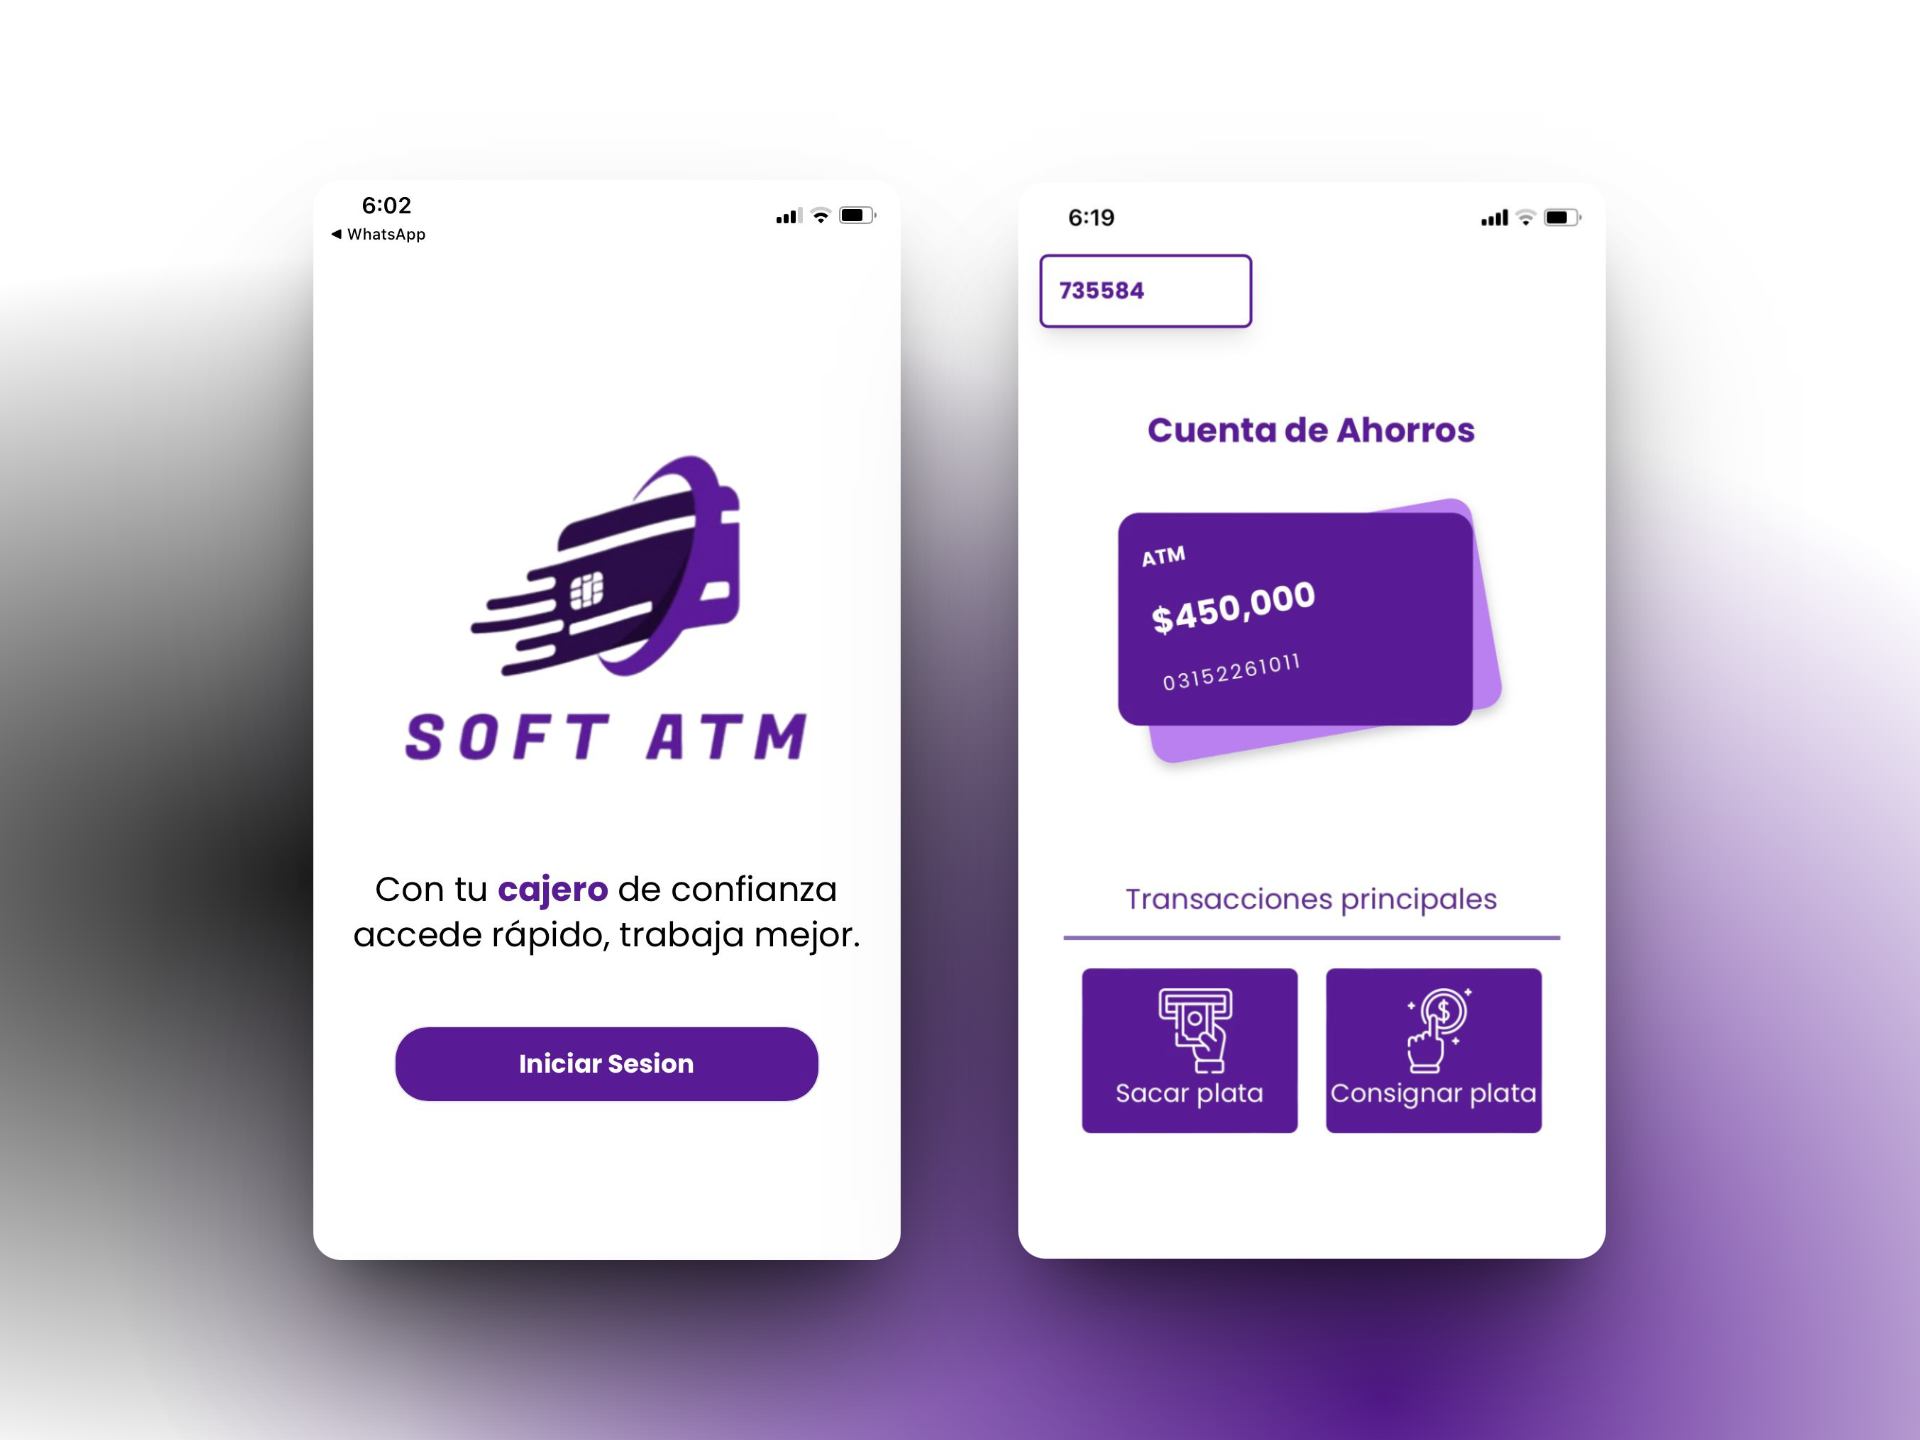 6:02
◀ WhatsApp
SOFT ATM
Con tu cajero de confianza
accede rápido, trabaja mejor.
Iniciar Sesion
6:19
735584
Cuenta de Ahorros
ATM
$450,000
03152261011
Transacciones principales
$
Sacar plata
Consignar plata